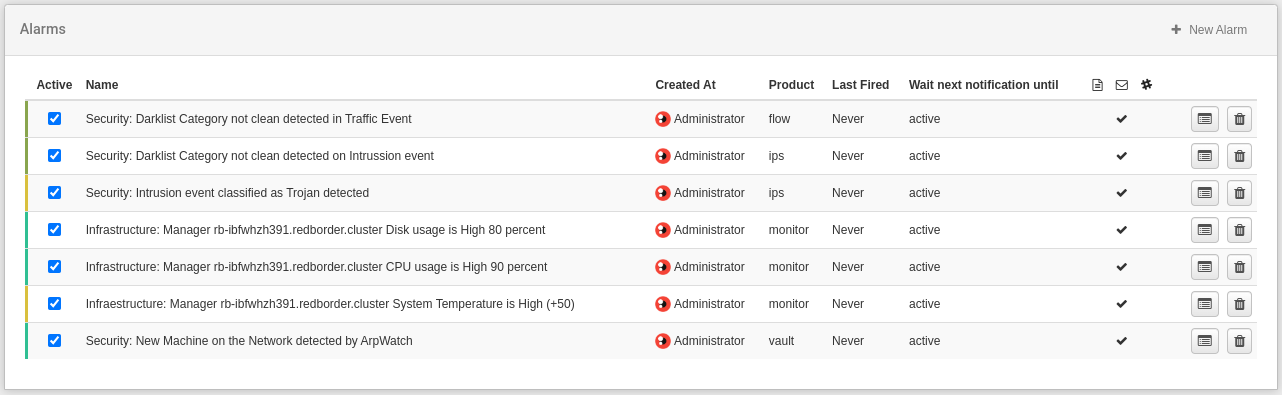 Alarms
New Alarm
Active Name Created At Product Last Fired Wait next notification until
Security: Darklist Category not clean detected in Traffic Event Administrator flow Never active
Security: Darklist Category not clean detected on Intrussion event Administrator ips Never active
Security: Intrusion event classified as Trojan detected Administrator ips Never active
Infrastructure: Manager rb-ibfwhzh391.redborder.cluster Disk usage is High 80 percent Administrator monitor Never active
Infrastructure: Manager rb-ibfwhzh391.redborder.cluster CPU usage is High 90 percent Administrator monitor Never active
Infraestructure: Manager rb-ibfwhzh391.redborder.cluster System Temperature is High (+50) Administrator monitor Never active
Security: New Machine on the Network detected by ArpWatch Administrator vault Never active